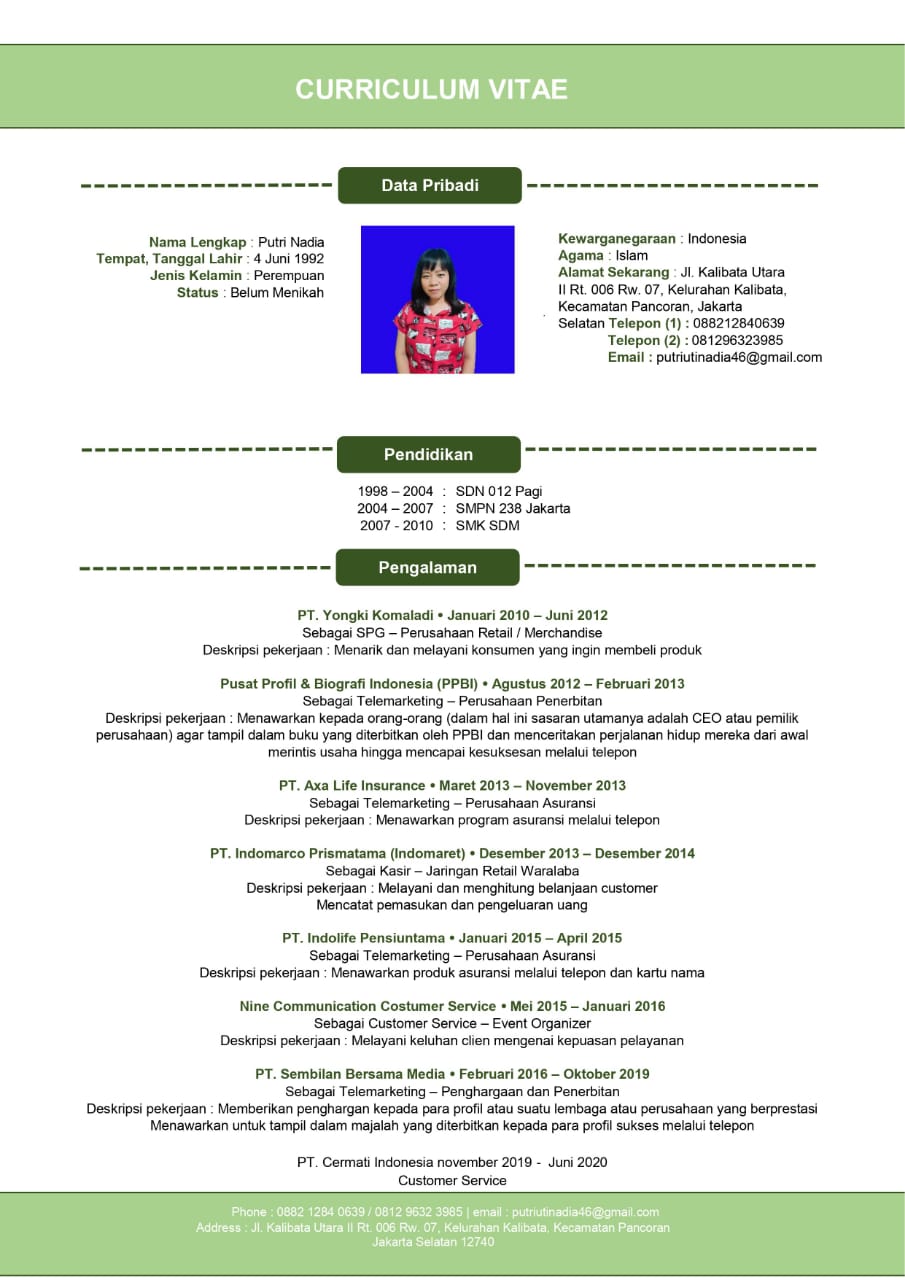 CURRICULUM VITAE
Data Pribadi
Nama Lengkap : Putri Nadia
Tempat, Tanggal Lahir : 4 Juni 1992
Jenis Kelamin : Perempuan
Status : Belum Menikah
Kewarganegaraan : Indonesia
Agama : Islam
Alamat Sekarang : Jl. Kalibata Utara
II Rt. 006 Rw. 07, Kelurahan Kalibata,
Kecamatan Pancoran, Jakarta
Selatan Telepon (1) : 088212840639
Telepon (2) : 081296323985
Email : putriutinadia46@gmail.com
Pendidikan
1998 – 2004 : SDN 012 Pagi
2004 – 2007 : SMPN 238 Jakarta
2007 - 2010 : SMK SDM
Pengalaman
PT. Yongki Komaladi • Januari 2010 – Juni 2012
Sebagai SPG – Perusahaan Retail / Merchandise
Deskripsi pekerjaan : Menarik dan melayani konsumen yang ingin membeli produk
Pusat Profil & Biografi Indonesia (PPBI) • Agustus 2012 – Februari 2013
Sebagai Telemarketing – Perusahaan Penerbitan
Deskripsi pekerjaan : Menawarkan kepada orang-orang (dalam hal ini sasaran utamanya adalah CEO atau pemilik
perusahaan) agar tampil dalam buku yang diterbitkan oleh PPBI dan menceritakan perjalanan hidup mereka dari awal
merintis usaha hingga mencapai kesuksesan melalui telepon
PT. Axa Life Insurance • Maret 2013 – November 2013
Sebagai Telemarketing – Perusahaan Asuransi
Deskripsi pekerjaan : Menawarkan program asuransi melalui telepon
PT. Indomarco Prismatama (Indomaret) • Desember 2013 – Desember 2014
Sebagai Kasir – Jaringan Retail Waralaba
Deskripsi pekerjaan : Melayani dan menghitung belanjaan customer
Mencatat pemasukan dan pengeluaran uang
PT. Indolife Pensiuntama • Januari 2015 – April 2015
Sebagai Telemarketing – Perusahaan Asuransi
Deskripsi pekerjaan : Menawarkan produk asuransi melalui telepon dan kartu nama
Nine Communication Costumer Service • Mei 2015 – Januari 2016
Sebagai Customer Service – Event Organizer
Deskripsi pekerjaan : Melayani keluhan clien mengenai kepuasan pelayanan
PT. Sembilan Bersama Media • Februari 2016 – Oktober 2019
Sebagai Telemarketing – Penghargaan dan Penerbitan
Deskripsi pekerjaan : Memberikan penghargan kepada para profil atau suatu lembaga atau perusahaan yang berprestasi
Menawarkan untuk tampil dalam majalah yang diterbitkan kepada para profil sukses melalui telepon
PT. Cermati Indonesia november 2019 - Juni 2020
Customer Service
Phone : 0882 1284 0639 / 0812 9632 3985 | email : putriutinadia46@gmail.com
Address : Jl. Kalibata Utara II Rt. 006 Rw. 07, Kelurahan Kalibata, Kecamatan Pancoran
Jakarta Selatan 12740